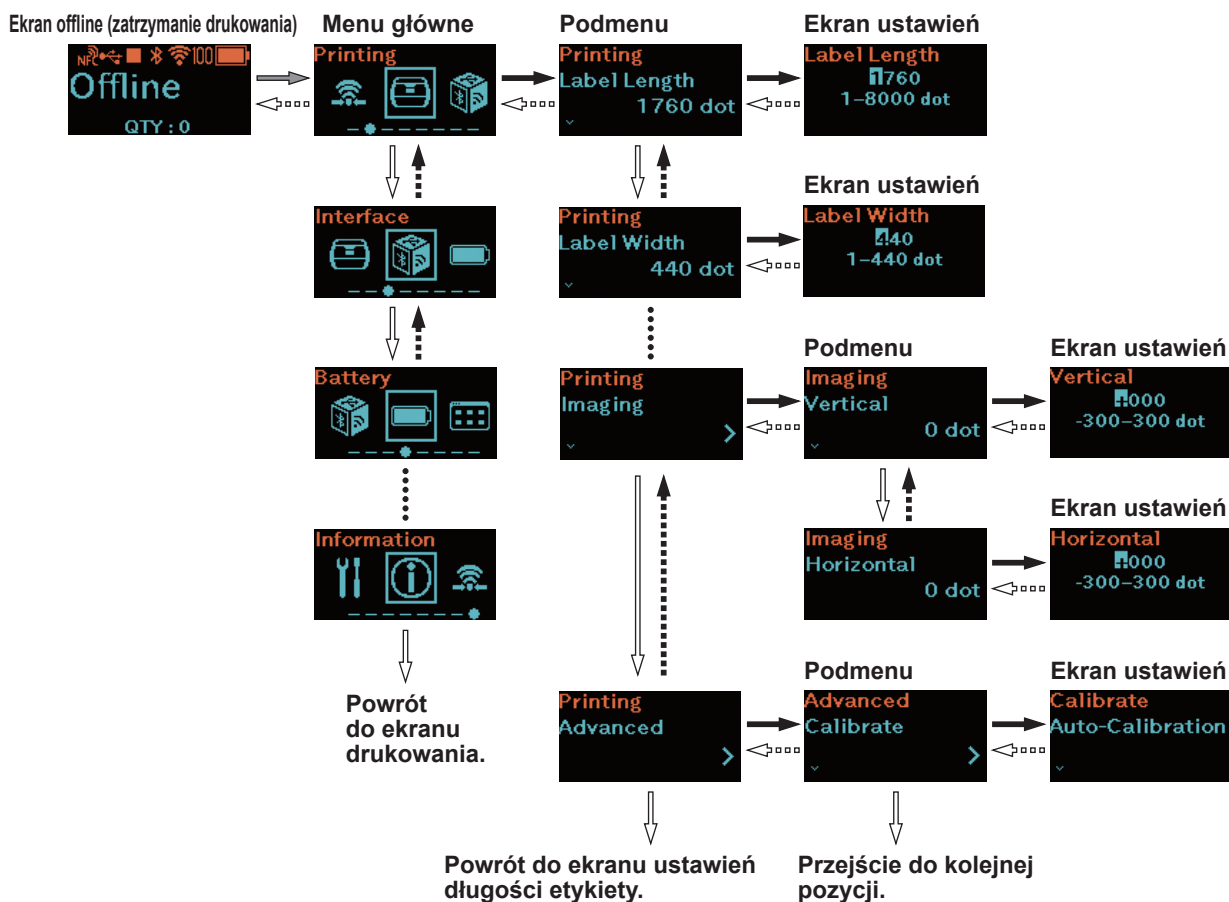 Ekran offline (zatrzymanie drukowania)
Menu główne
Podmenu
Ekran ustawień
NFC
100
Offline
QTY : 0
Printing
Printing
Label Length
1760 dot
Label Length
1760
1–8000 dot
Interface
Printing
Label Width
440 dot
Ekran ustawień
Label Width
440
1–440 dot
Battery
Printing
Imaging
Podmenu
Imaging
Vertical
0 dot
Ekran ustawień
Vertical
000
-300–300 dot
Information
Imaging
Horizontal
0 dot
Ekran ustawień
Horizontal
000
-300–300 dot
Powrót
do ekranu
drukowania.
Printing
Advanced
Podmenu
Advanced
Calibrate
Ekran ustawień
Calibrate
Auto-Calibration
Powrót do ekranu ustawień
długości etykiety.
Przejście do kolejnej
pozycji.